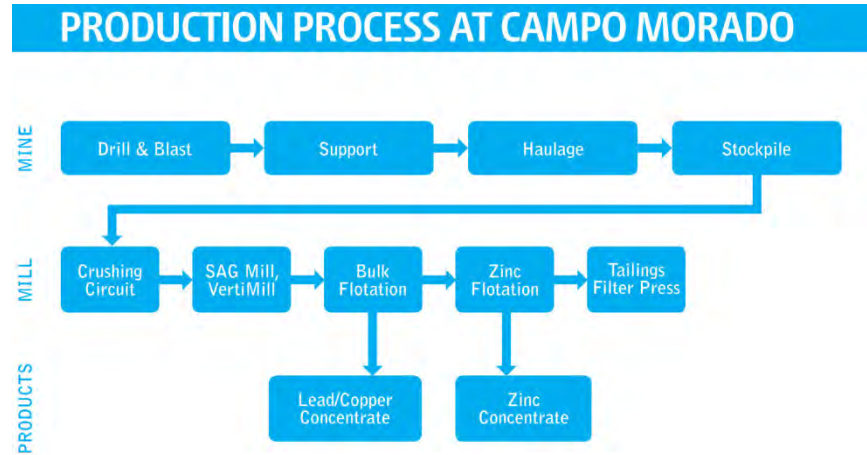 PRODUCTION PROCESS AT CAMPO MORADO
MINE
Drill & Blast
Support
Haulage
Stockpile
MILL
Crushing
Circuit
SAG Mill,
VertiMill
Bulk
Flotation
Zinc
Flotation
Tailings
Filter Press
PRODUCTS
Lead/Copper
Concentrate
Zinc
Concentrate